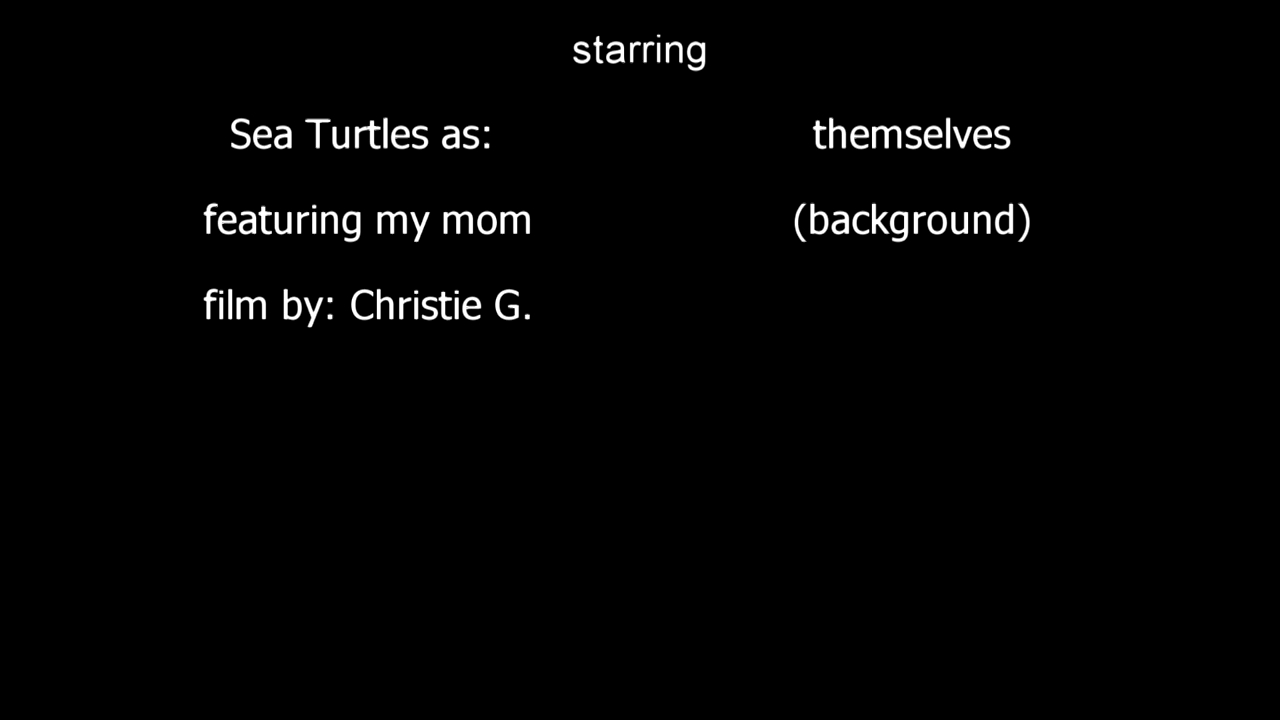 starring
Sea Turtles as: themselves
featuring my mom (background)
film by: Christie G.